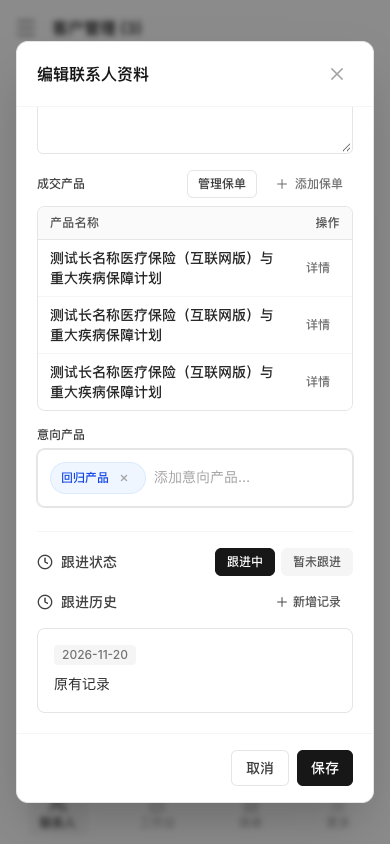 客户管理 (3)
编辑联系人资料
成交产品 管理保单 + 添加保单
产品名称 操作
测试长名称医疗保险（互联网版）与
重大疾病保障计划
详情
测试长名称医疗保险（互联网版）与
重大疾病保障计划
详情
测试长名称医疗保险（互联网版）与
重大疾病保障计划
详情
意向产品
回归产品 × 添加意向产品...
跟进状态 跟进中 暂未跟进
跟进历史 + 新增记录
2026-11-20
原有记录
取消 保存